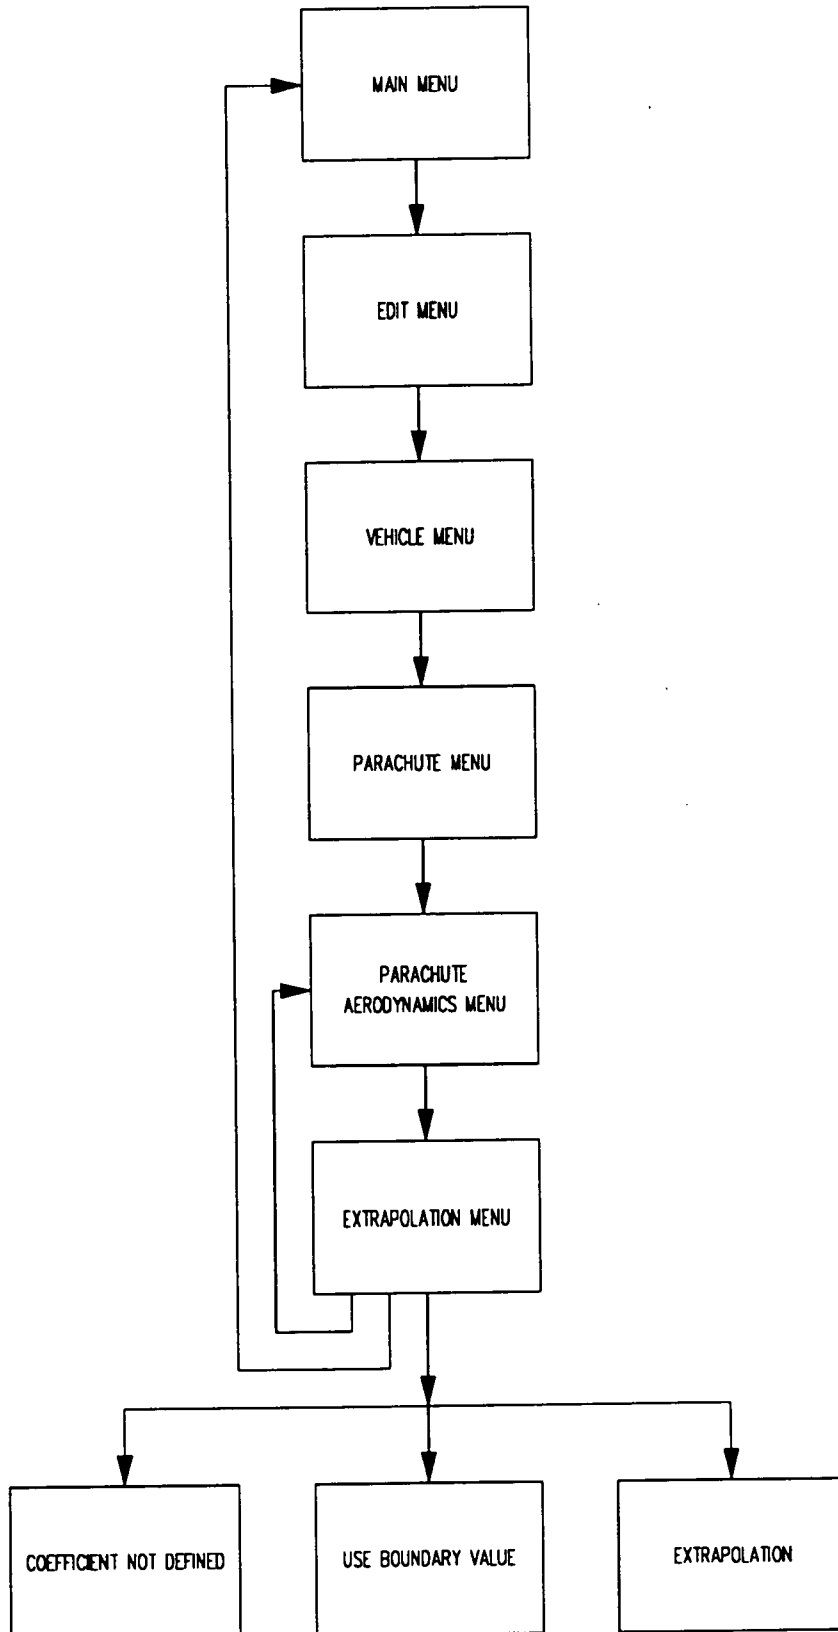 MAIN MENU
EDIT MENU
VEHICLE MENU
PARACHUTE MENU
PARACHUTE
AERODYNAMICS MENU
EXTRAPOLATION MENU
COEFFICIENT NOT DEFINED
USE BOUNDARY VALUE
EXTRAPOLATION